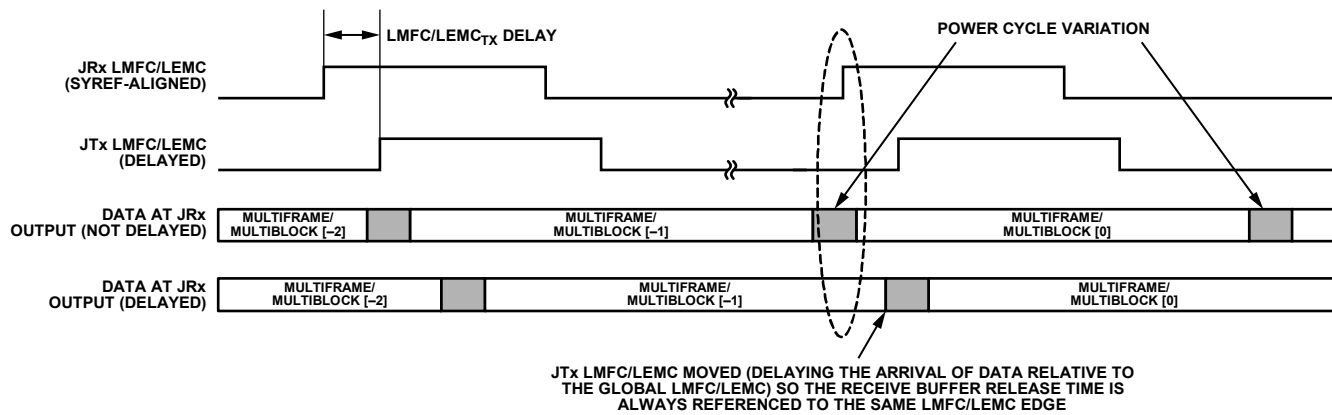 LMFC/LEMCTX DELAY
POWER CYCLE VARIATION
JRx LMFC/LEMC
(SYREF-ALIGNED)
JTx LMFC/LEMC
(DELAYED)
DATA AT JRx
OUTPUT (NOT DELAYED)
MULTIFRAME/
MULTIBLOCK [–2]
MULTIFRAME/
MULTIBLOCK [–1]
MULTIFRAME/
MULTIBLOCK [0]
DATA AT JRx
OUTPUT (DELAYED)
MULTIFRAME/
MULTIBLOCK [–2]
MULTIFRAME/
MULTIBLOCK [–1]
MULTIFRAME/
MULTIBLOCK [0]
JTx LMFC/LEMC MOVED (DELAYING THE ARRIVAL OF DATA RELATIVE TO
THE GLOBAL LMFC/LEMC) SO THE RECEIVE BUFFER RELEASE TIME IS
ALWAYS REFERENCED TO THE SAME LMFC/LEMC EDGE